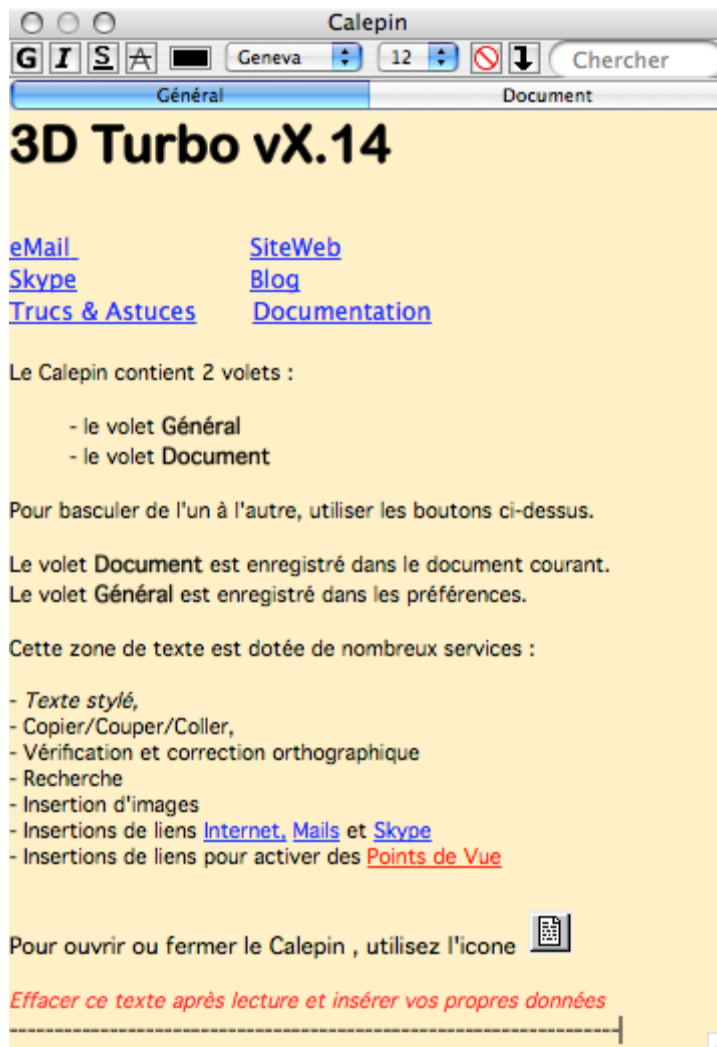 Calepin
G I S A Geneva 12 Chercher
Général Document
3D Turbo vX.14
eMail SiteWeb
Skype Blog
Trucs & Astuces Documentation
Le Calepin contient 2 volets :
- le volet Général
- le volet Document
Pour basculer de l'un à l'autre, utiliser les boutons ci-dessus.
Le volet Document est enregistré dans le document courant.
Le volet Général est enregistré dans les préférences.
Cette zone de texte est dotée de nombreux services :
- Texte stylé,
- Copier/Couper/Coller,
- Vérification et correction orthographique
- Recherche
- Insertion d'images
- Insertions de liens Internet, Mails et Skype
- Insertions de liens pour activer des Points de Vue
Pour ouvrir ou fermer le Calepin , utilisez l'icone
Effacer ce texte après lecture et insérer vos propres données